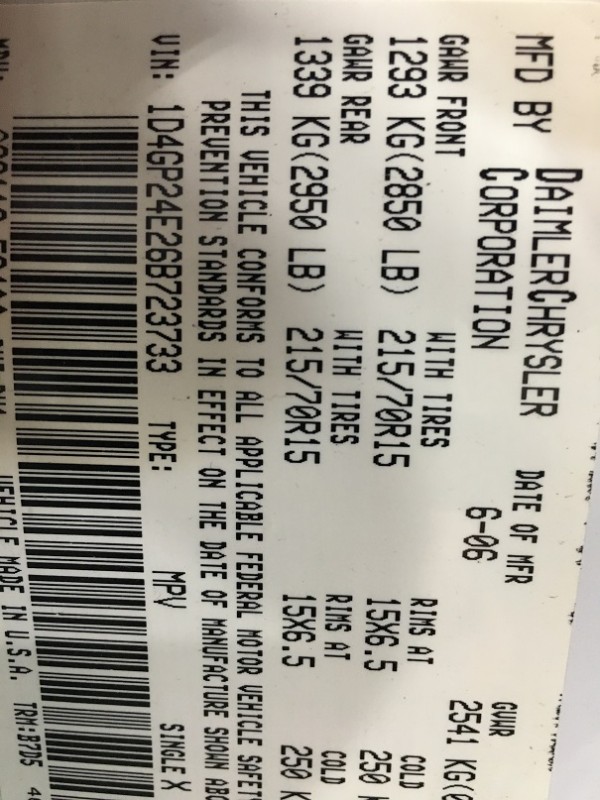 MFD BY DAIMLERCHRYSLER DATE OF MFR GVWR
CORPORATION 6-06 2541 KG(
GAWR FRONT WITH TIRES RIMS AT COLD
1293 KG(2850 LB) 215/70R15 15X6.5 250
GAWR REAR WITH TIRES RIMS AT COLD
1339 KG(2950 LB) 215/70R15 15X6.5 250 K
THIS VEHICLE CONFORMS TO ALL APPLICABLE FEDERAL MOTOR VEHICLE SAFETY
PREVENTION STANDARDS IN EFFECT ON THE DATE OF MANUFACTURE SHOWN ABO
VIN: 1D4GP24E26B723733 TYPE: MPV SINGLE X
VEHICLE MADE IN U.S.A. TRM:B7D5